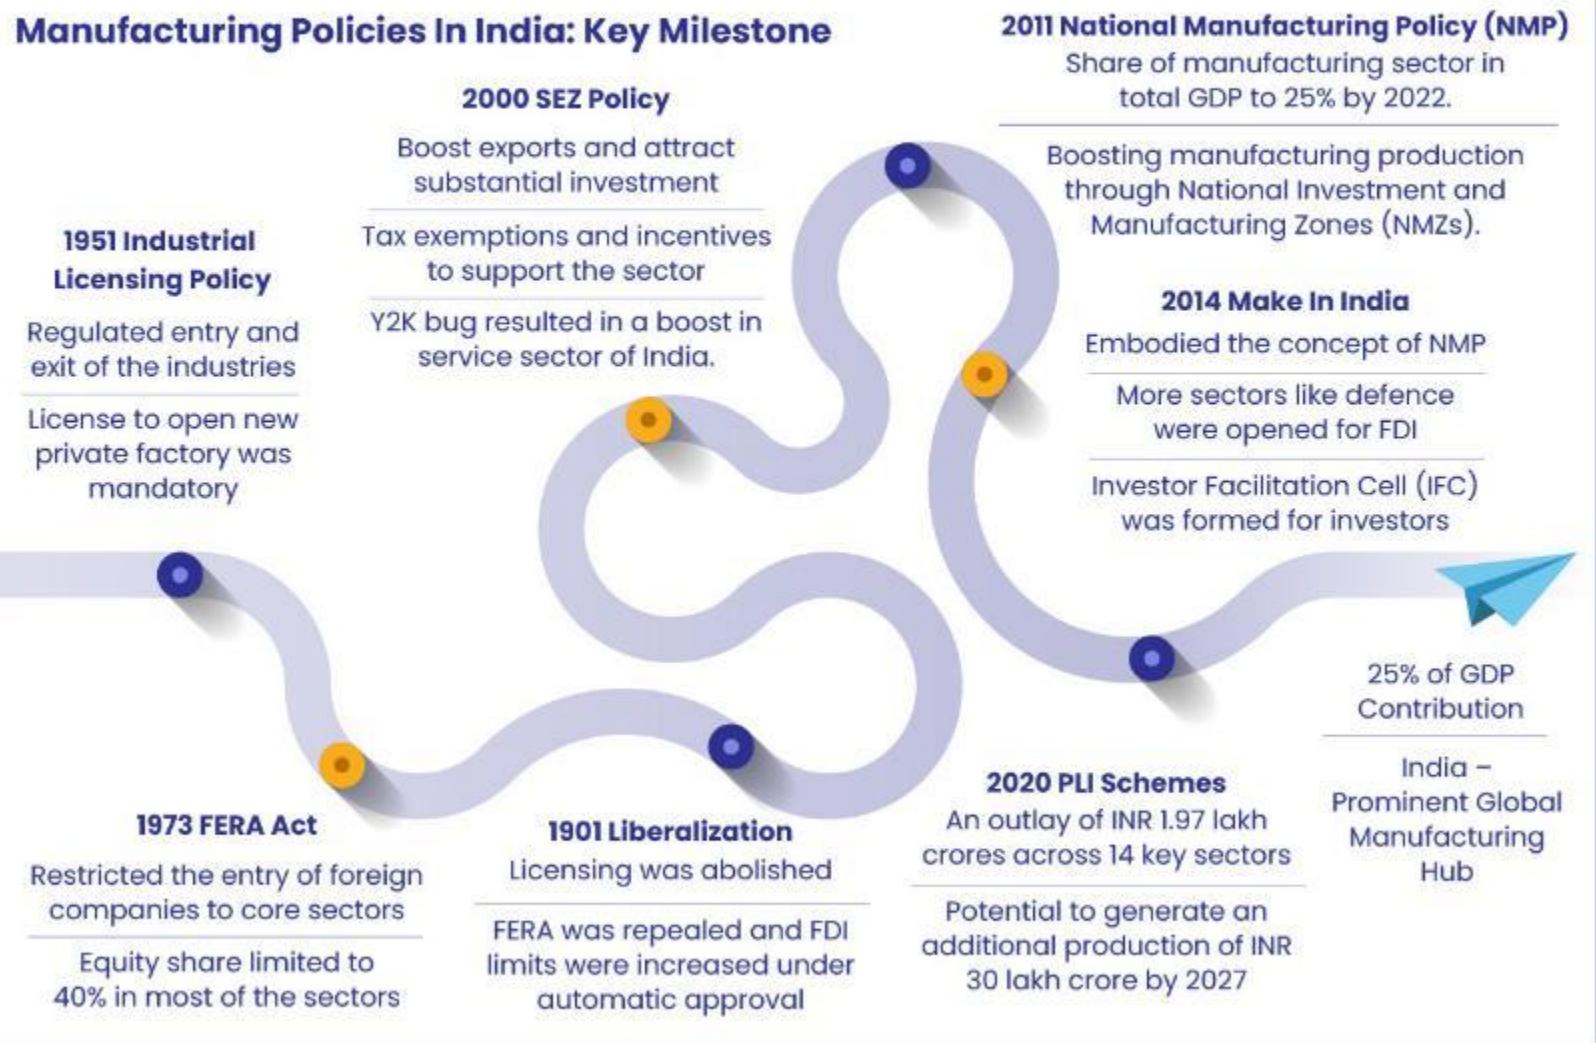 Manufacturing Policies In India: Key Milestone
1951 Industrial
Licensing Policy
Regulated entry and
exit of the industries
License to open new
private factory was
mandatory
1973 FERA Act
Restricted the entry of foreign
companies to core sectors
Equity share limited to
40% in most of the sectors
1901 Liberalization
Licensing was abolished
FERA was repealed and FDI
limits were increased under
automatic approval
2000 SEZ Policy
Boost exports and attract
substantial investment
Tax exemptions and incentives
to support the sector
Y2K bug resulted in a boost in
service sector of India.
2011 National Manufacturing Policy (NMP)
Share of manufacturing sector in
total GDP to 25% by 2022.
Boosting manufacturing production
through National Investment and
Manufacturing Zones (NMZs).
2014 Make In India
Embodied the concept of NMP
More sectors like defence
were opened for FDI
Investor Facilitation Cell (IFC)
was formed for investors
2020 PLI Schemes
An outlay of INR 1.97 lakh
crores across 14 key sectors
Potential to generate an
additional production of INR
30 lakh crore by 2027
25% of GDP
Contribution
India –
Prominent Global
Manufacturing
Hub